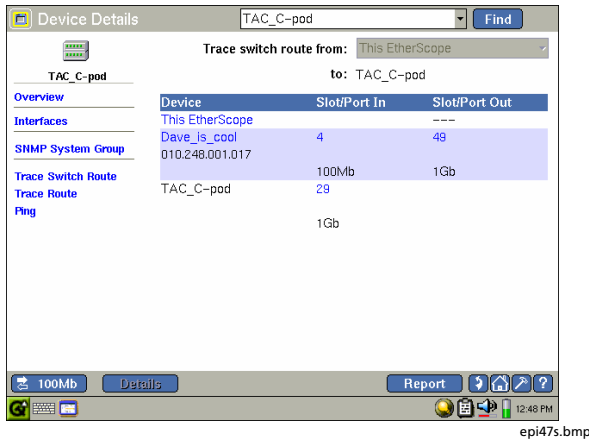 Device Details
TAC_C-pod
Find
Trace switch route from: This EtherScope
to: TAC_C-pod
TAC_C-pod
Overview
Interfaces
SNMP System Group
Trace Switch Route
Trace Route
Ping
Device Slot/Port In Slot/Port Out
This EtherScope ---
Dave_is_cool 4 49
010.248.001.017
100Mb 1Gb
TAC_C-pod 29
1Gb
100Mb
Details
Report
?
12:48 PM
epi47s.bmp